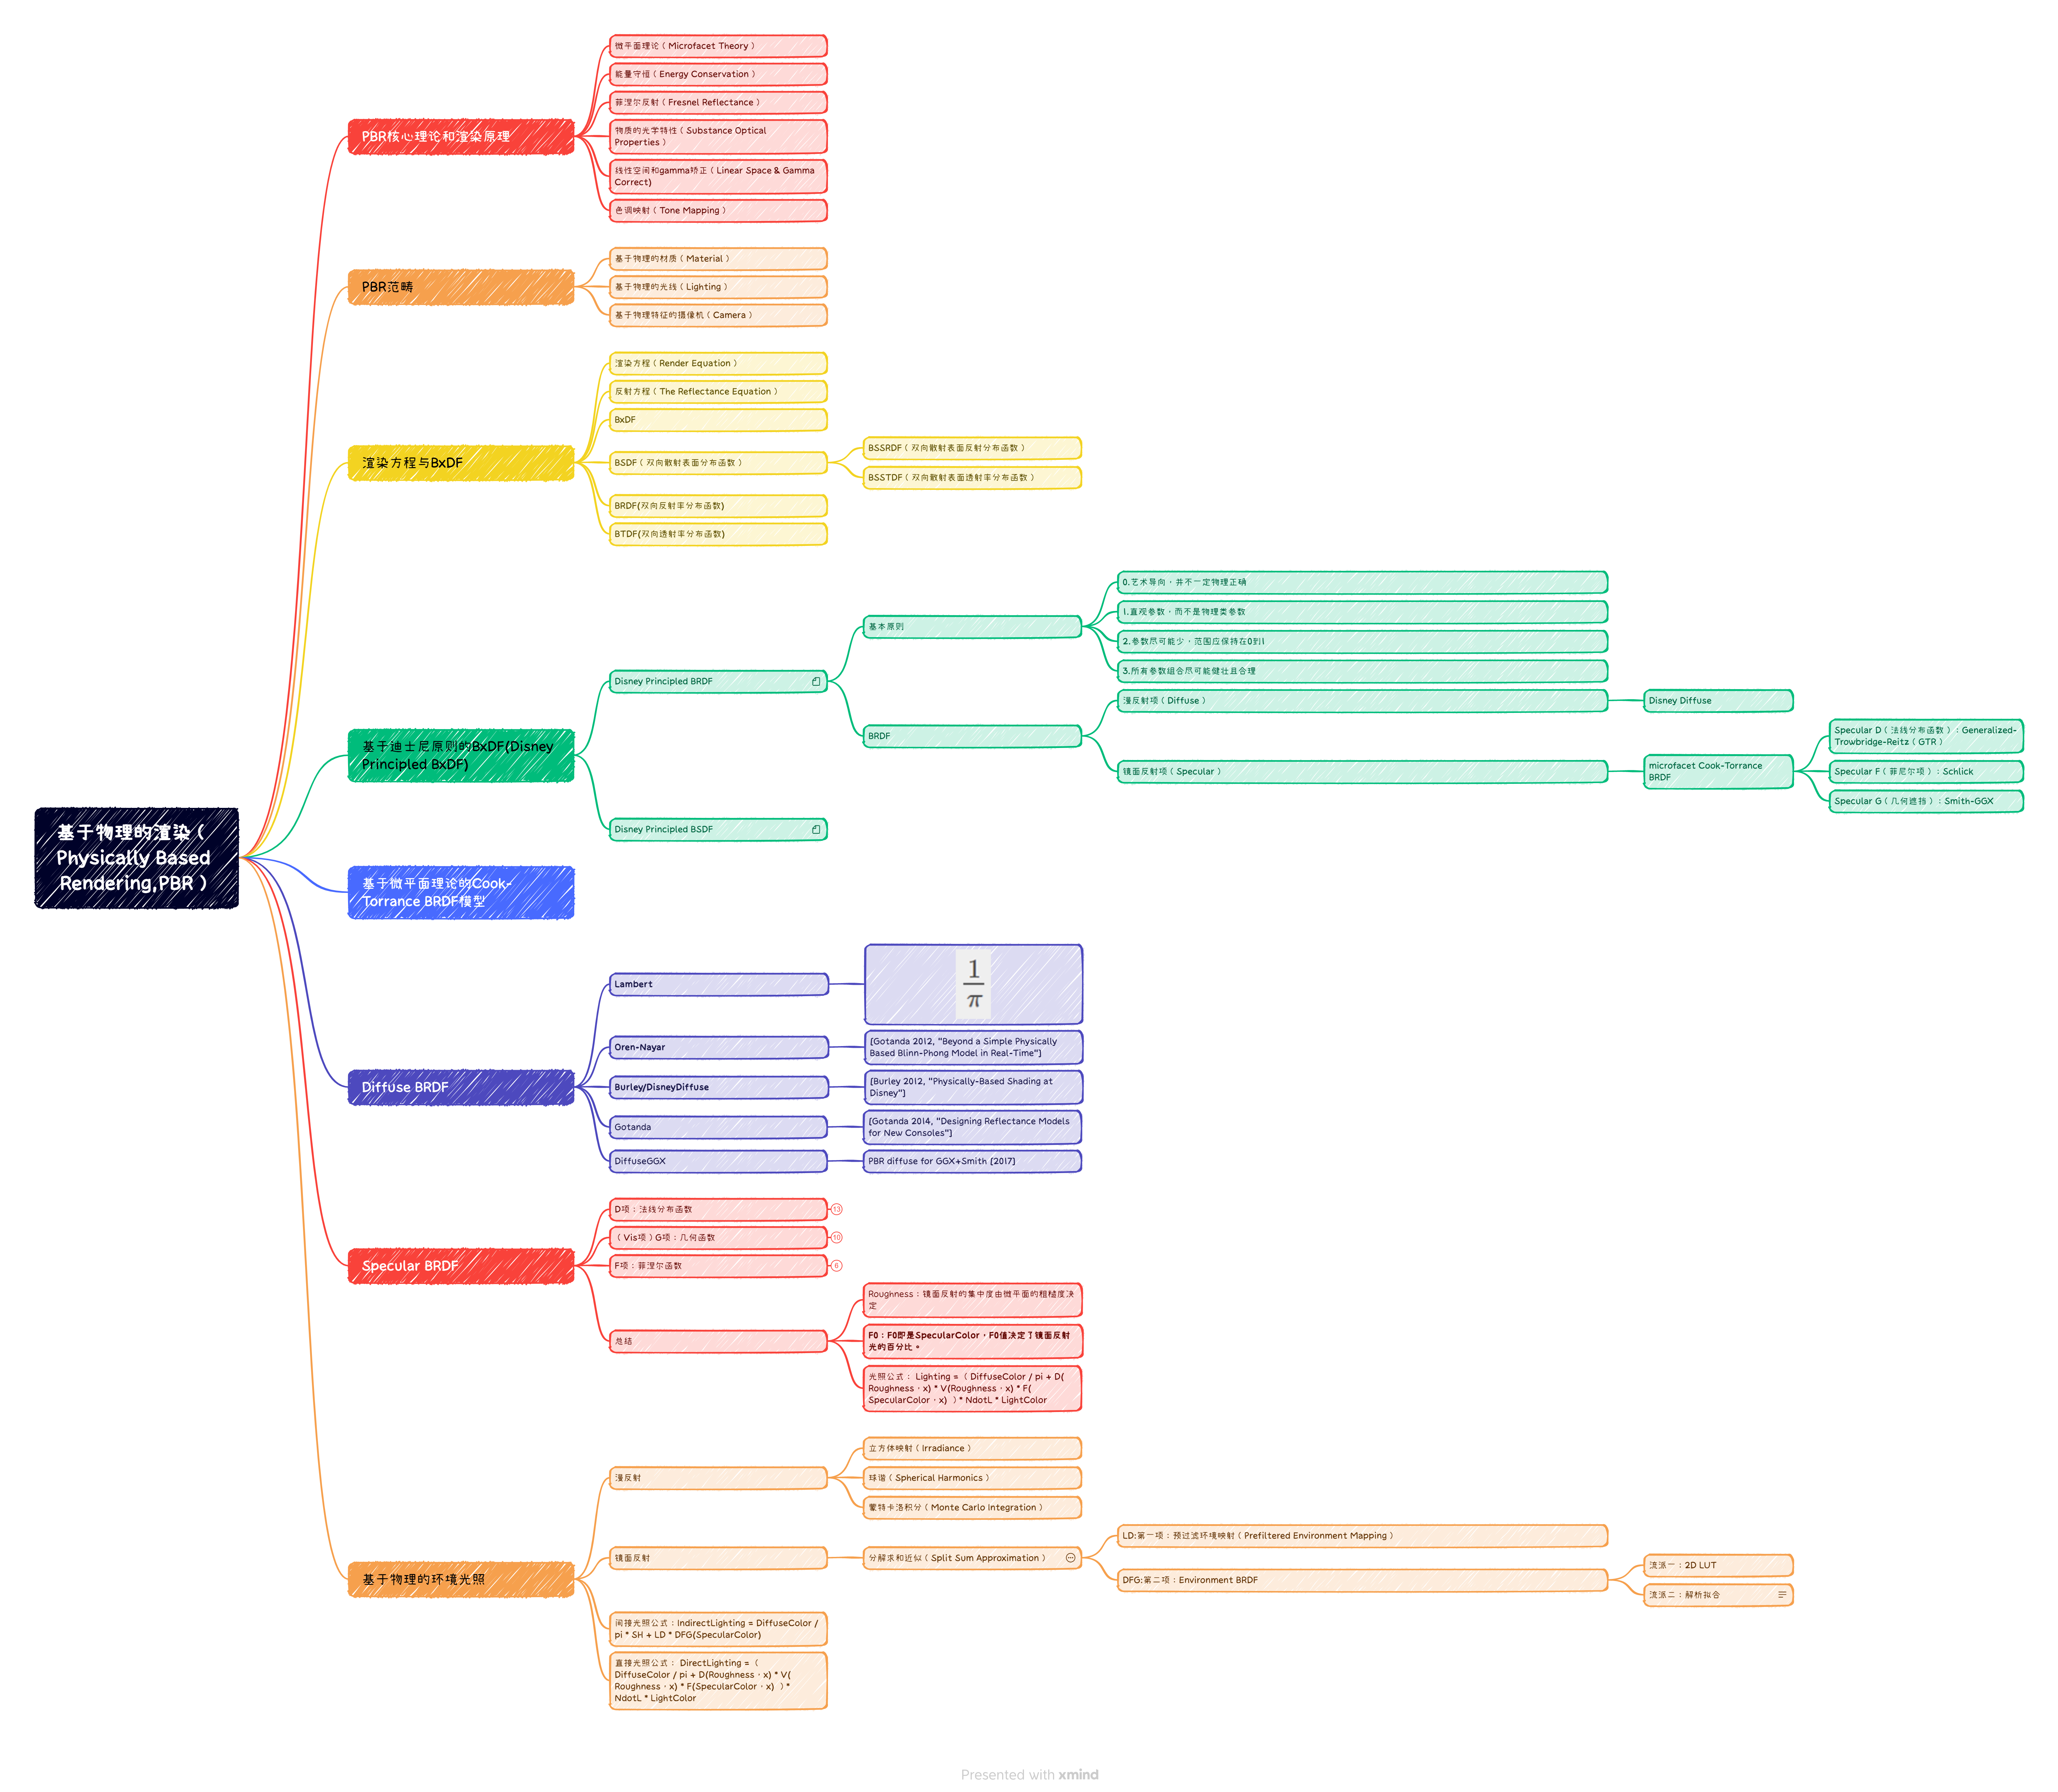 基于物理的渲染（
Physically Based
Rendering,PBR）
PBR核心理论和渲染原理
微平面理论（Microfacet Theory）
能量守恒（Energy Conservation）
菲涅尔反射（Fresnel Reflectance）
物质的光学特性（Substance Optical
Properties）
线性空间和gamma矫正（Linear Space & Gamma
Correct)
色调映射（Tone Mapping）
PBR范畴
基于物理的材质（Material）
基于物理的光线（Lighting）
基于物理特征的摄像机（Camera）
渲染方程与BxDF
渲染方程（Render Equation）
反射方程（The Reflectance Equation）
BxDF
BSDF（双向散射表面分布函数）
BSSRDF（双向散射表面反射分布函数）
BSSTDF（双向散射表面透射率分布函数）
BRDF(双向反射率分布函数)
BTDF(双向透射率分布函数)
基于迪士尼原则的BxDF(Disney
Principled BxDF)
Disney Principled BRDF
基本原则
0.艺术导向，并不一定物理正确
1.直观参数，而不是物理类参数
2.参数尽可能少，范围应保持在0到1
3.所有参数组合尽可能健壮且合理
BRDF
漫反射项（Diffuse）
Disney Diffuse
镜面反射项（Specular）
microfacet Cook-Torrance
BRDF
Specular D（法线分布函数）：Generalized-
Trowbridge-Reitz（GTR）
Specular F（菲尼尔项）：Schlick
Specular G（几何遮挡）：Smith-GGX
Disney Principled BSDF
基于微平面理论的Cook-
Torrance BRDF模型
Diffuse BRDF
Lambert
1
π
Oren-Nayar
[Gotanda 2012, "Beyond a Simple Physically
Based Blinn-Phong Model in Real-Time"]
Burley/DisneyDiffuse
[Burley 2012, "Physically-Based Shading at
Disney"]
Gotanda
[Gotanda 2014, "Designing Reflectance Models
for New Consoles"]
DiffuseGGX
PBR diffuse for GGX+Smith [2017]
Specular BRDF
D项：法线分布函数
13
（Vis项）G项：几何函数
10
F项：菲涅尔函数
6
总结
Roughness：镜面反射的集中度由微平面的粗糙度决
定
F0：F0即是SpecularColor，F0值决定了镜面反射
光的百分比。
光照公式： Lighting =（ DiffuseColor / pi + D(
Roughness，x) * V(Roughness，x) * F(
SpecularColor，x) ）* NdotL * LightColor
基于物理的环境光照
漫反射
立方体映射（Irradiance）
球谐（Spherical Harmonics）
蒙特卡洛积分（Monte Carlo Integration）
镜面反射
分解求和近似（Split Sum Approximation）
LD:第一项：预过滤环境映射（Prefiltered Environment Mapping）
DFG:第二项：Environment BRDF
流派一：2D LUT
流派二：解析拟合
间接光照公式：IndirectLighting = DiffuseColor /
pi * SH + LD * DFG(SpecularColor)
直接光照公式： DirectLighting =（
DiffuseColor / pi + D(Roughness，x) * V(
Roughness，x) * F(SpecularColor，x) ）*
NdotL * LightColor
Presented with xmind